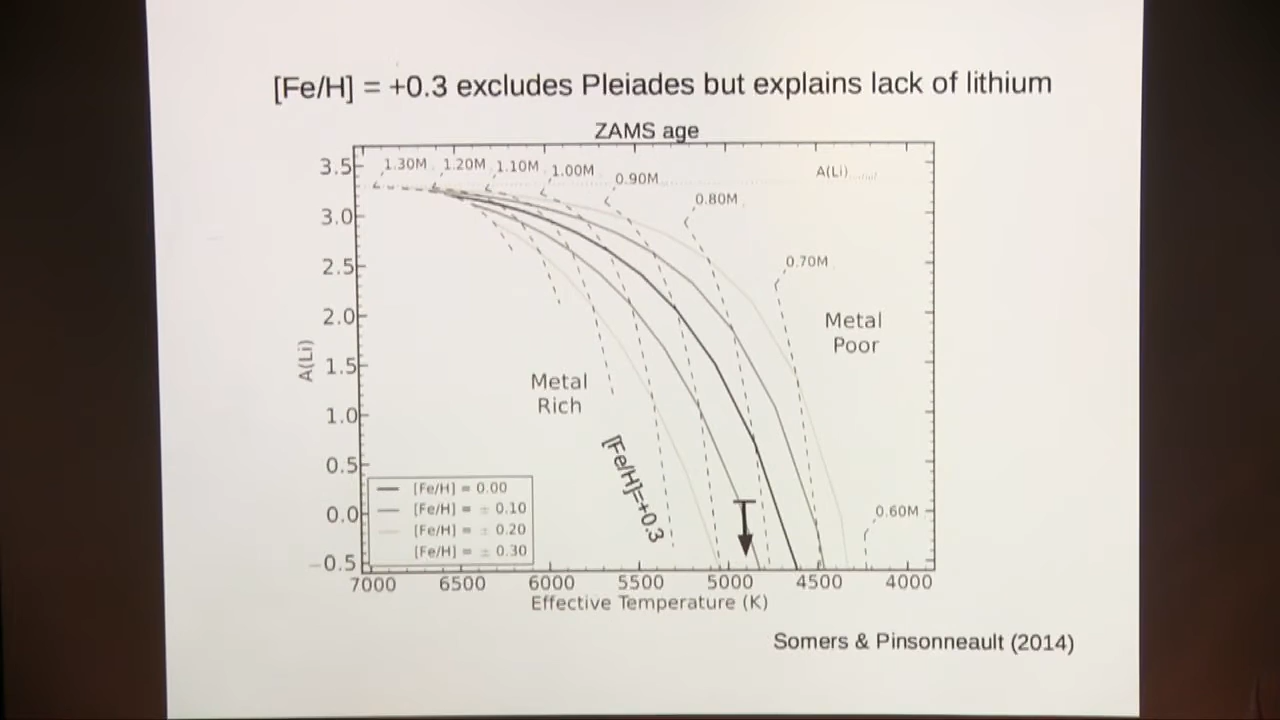 [Fe/H] = +0.3 excludes Pleiades but explains lack of lithium
ZAMS age
1.30M
1.20M
1.10M
1.00M
0.90M
0.80M
0.70M
0.60M
A(Li)
3.5
3.0
2.5
2.0
1.5
1.0
0.5
0.0
−0.5
A(Li)
Metal
Poor
Metal
Rich
[Fe/H]=+0.3
[Fe/H] = 0.00
[Fe/H] = ± 0.10
[Fe/H] = ± 0.20
[Fe/H] = ± 0.30
7000 6500 6000 5500 5000 4500 4000
Effective Temperature (K)
Somers & Pinsonneault (2014)